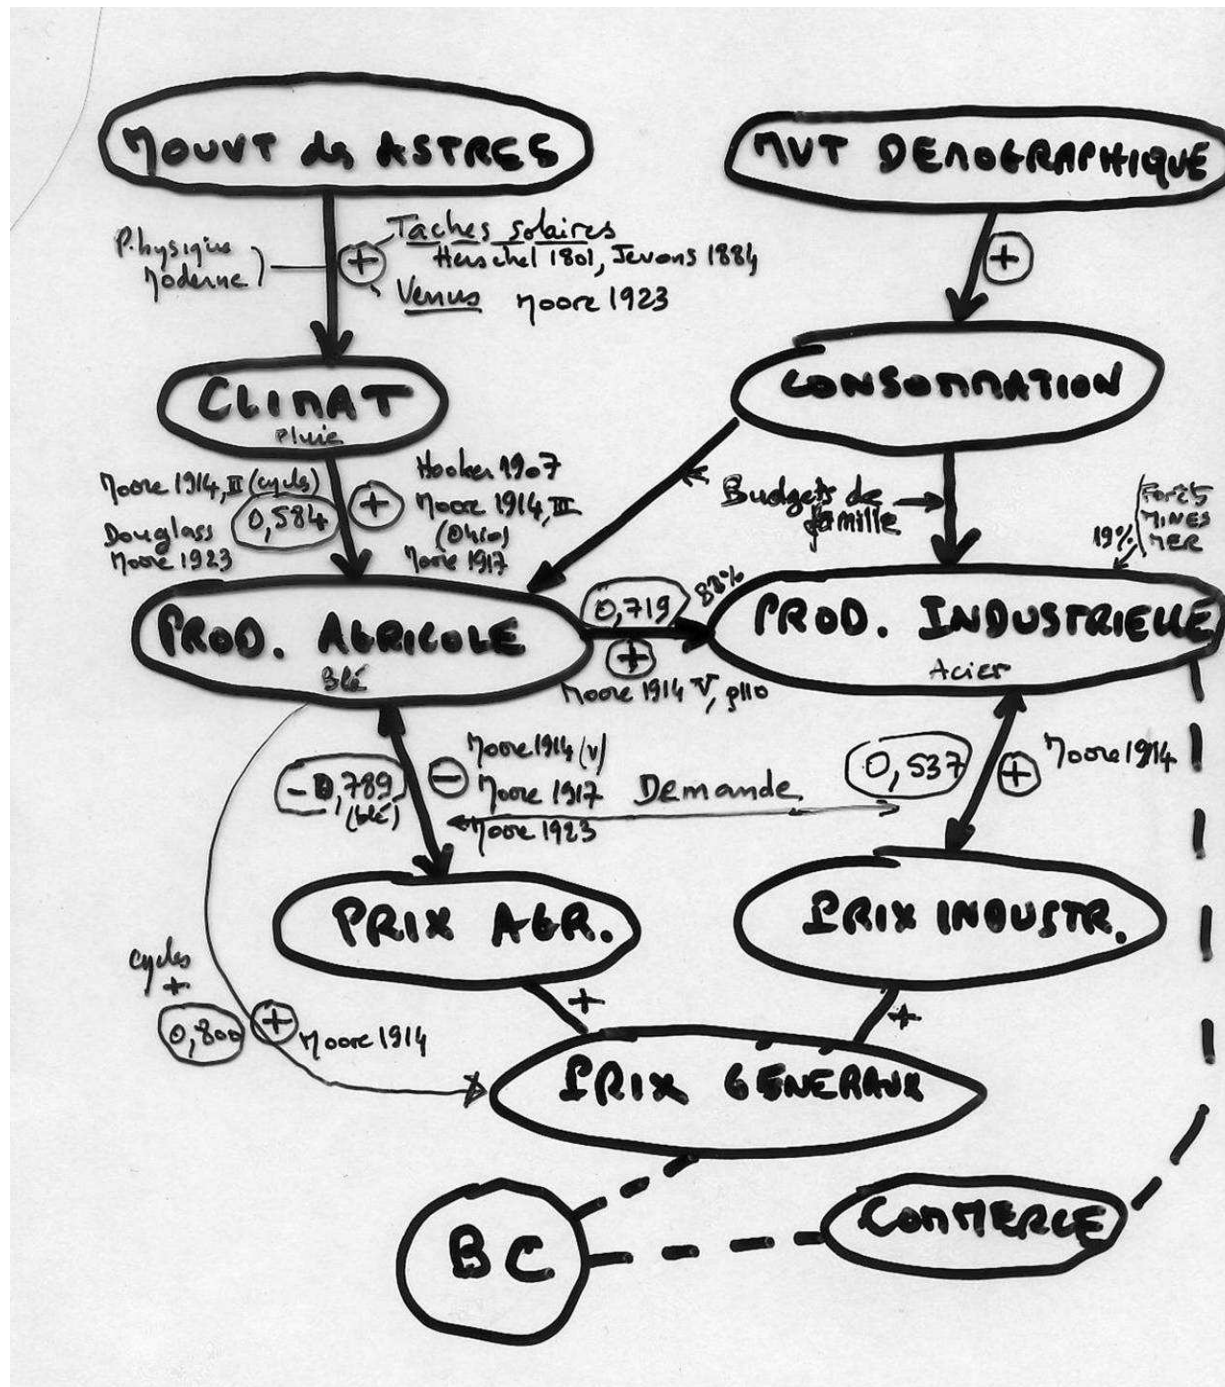 MOUVT des ASTRES
MVT DEMOGRAPHIQUE
Physique
Moderne
+
Taches solaires
Herschel 1801, Jevons 1884
Venus Moore 1923
+
CLIMAT
Pluie
CONSOMMATION
Moore 1914, II (cycles)
Douglass
Moore 1923
0,584
+
Hooker 1907
Moore 1914, III
(Ohio)
Moore 1917
Budgets de
famille
19%
Forêts
MINES
MER
PROD. AGRICOLE
Blé
0,719
+
Moore 1914 V, p110
PROD. INDUSTRIELLE
Acier
-0,789
(blé)
-
Moore 1914 (V)
Moore 1917
Moore 1923
Demande
0,537
+
Moore 1914
PRIX AGR.
PRIX INDUSTR.
cycles
+
0,800
+
Moore 1914
+
+
PRIX GENERAUX
BC
COMMERCE